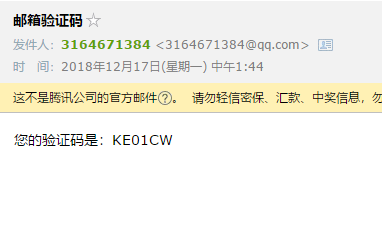 邮箱验证码☆
发件人：3164671384 <3164671384@qq.com>
时 间：2018年12月17日(星期一) 中午1:44
这不是腾讯公司的官方邮件?。 请勿轻信密保、汇款、中奖信息，勿
您的验证码是：KE01CW